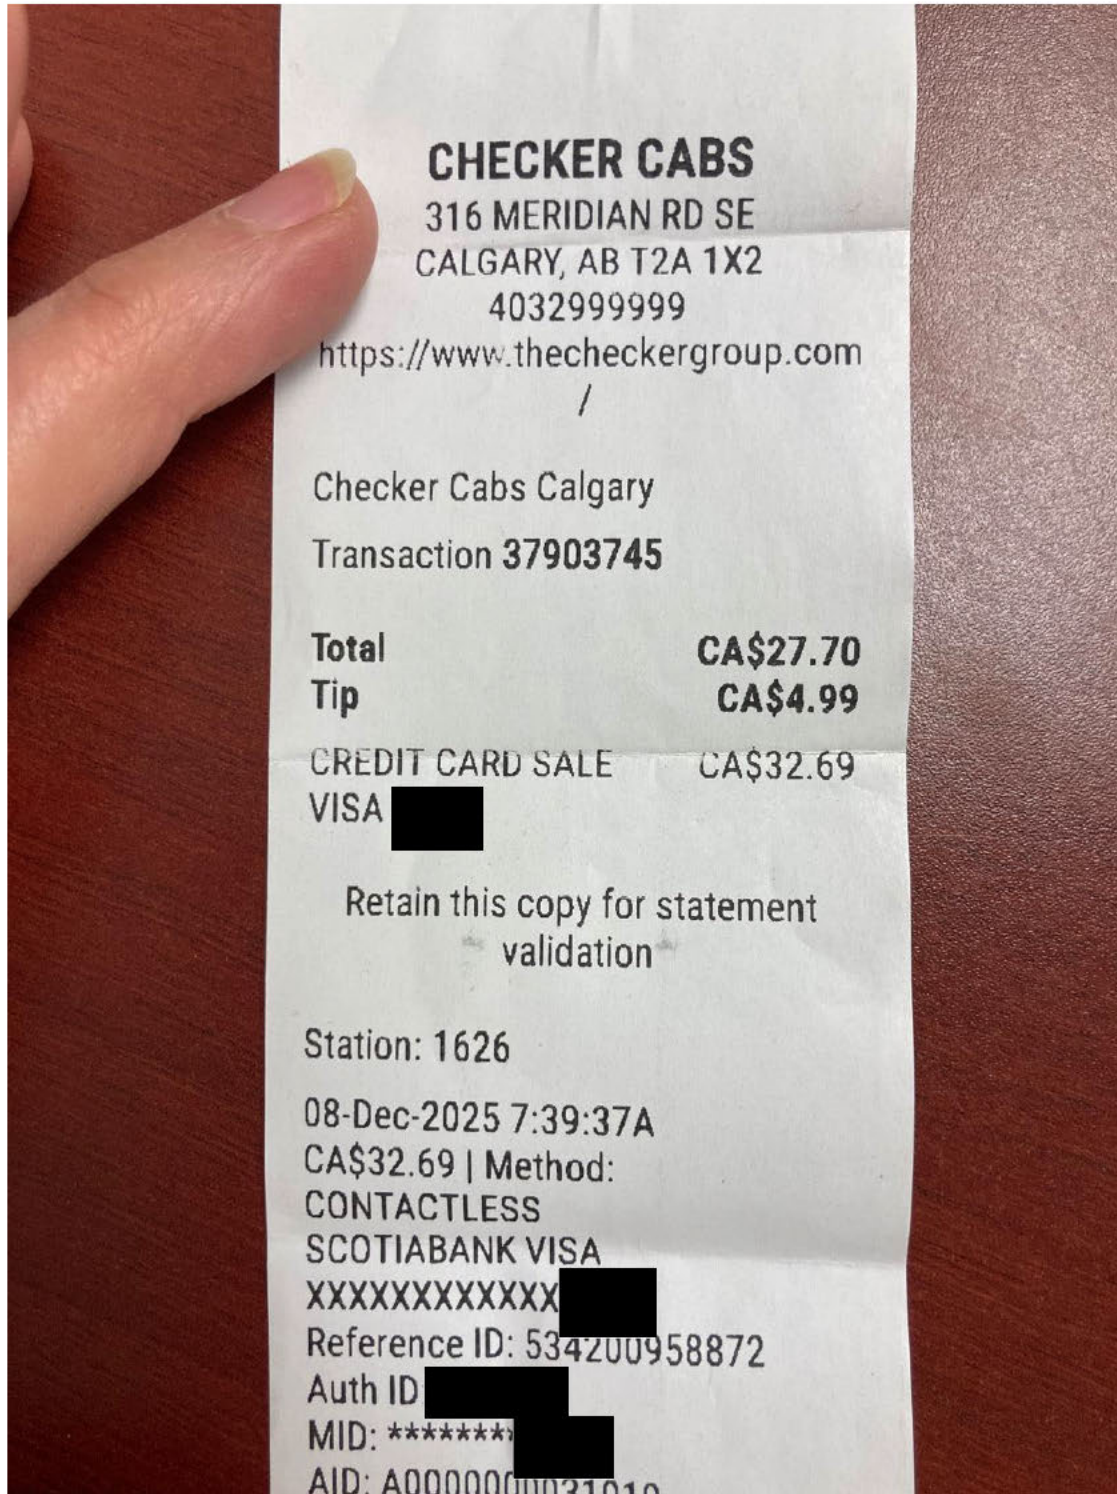 CHECKER CABS
316 MERIDIAN RD SE
CALGARY, AB T2A 1X2
4032999999
https://www.thecheckergroup.com
/
Checker Cabs Calgary
Transaction 37903745
Total CA$27.70
Tip CA$4.99
CREDIT CARD SALE CA$32.69
VISA
Retain this copy for statement
validation
Station: 1626
08-Dec-2025 7:39:37A
CA$32.69 | Method:
CONTACTLESS
SCOTIABANK VISA
XXXXXXXXXXXX
Reference ID: 534200958872
Auth ID
MID: ********
AID: A0000000031010